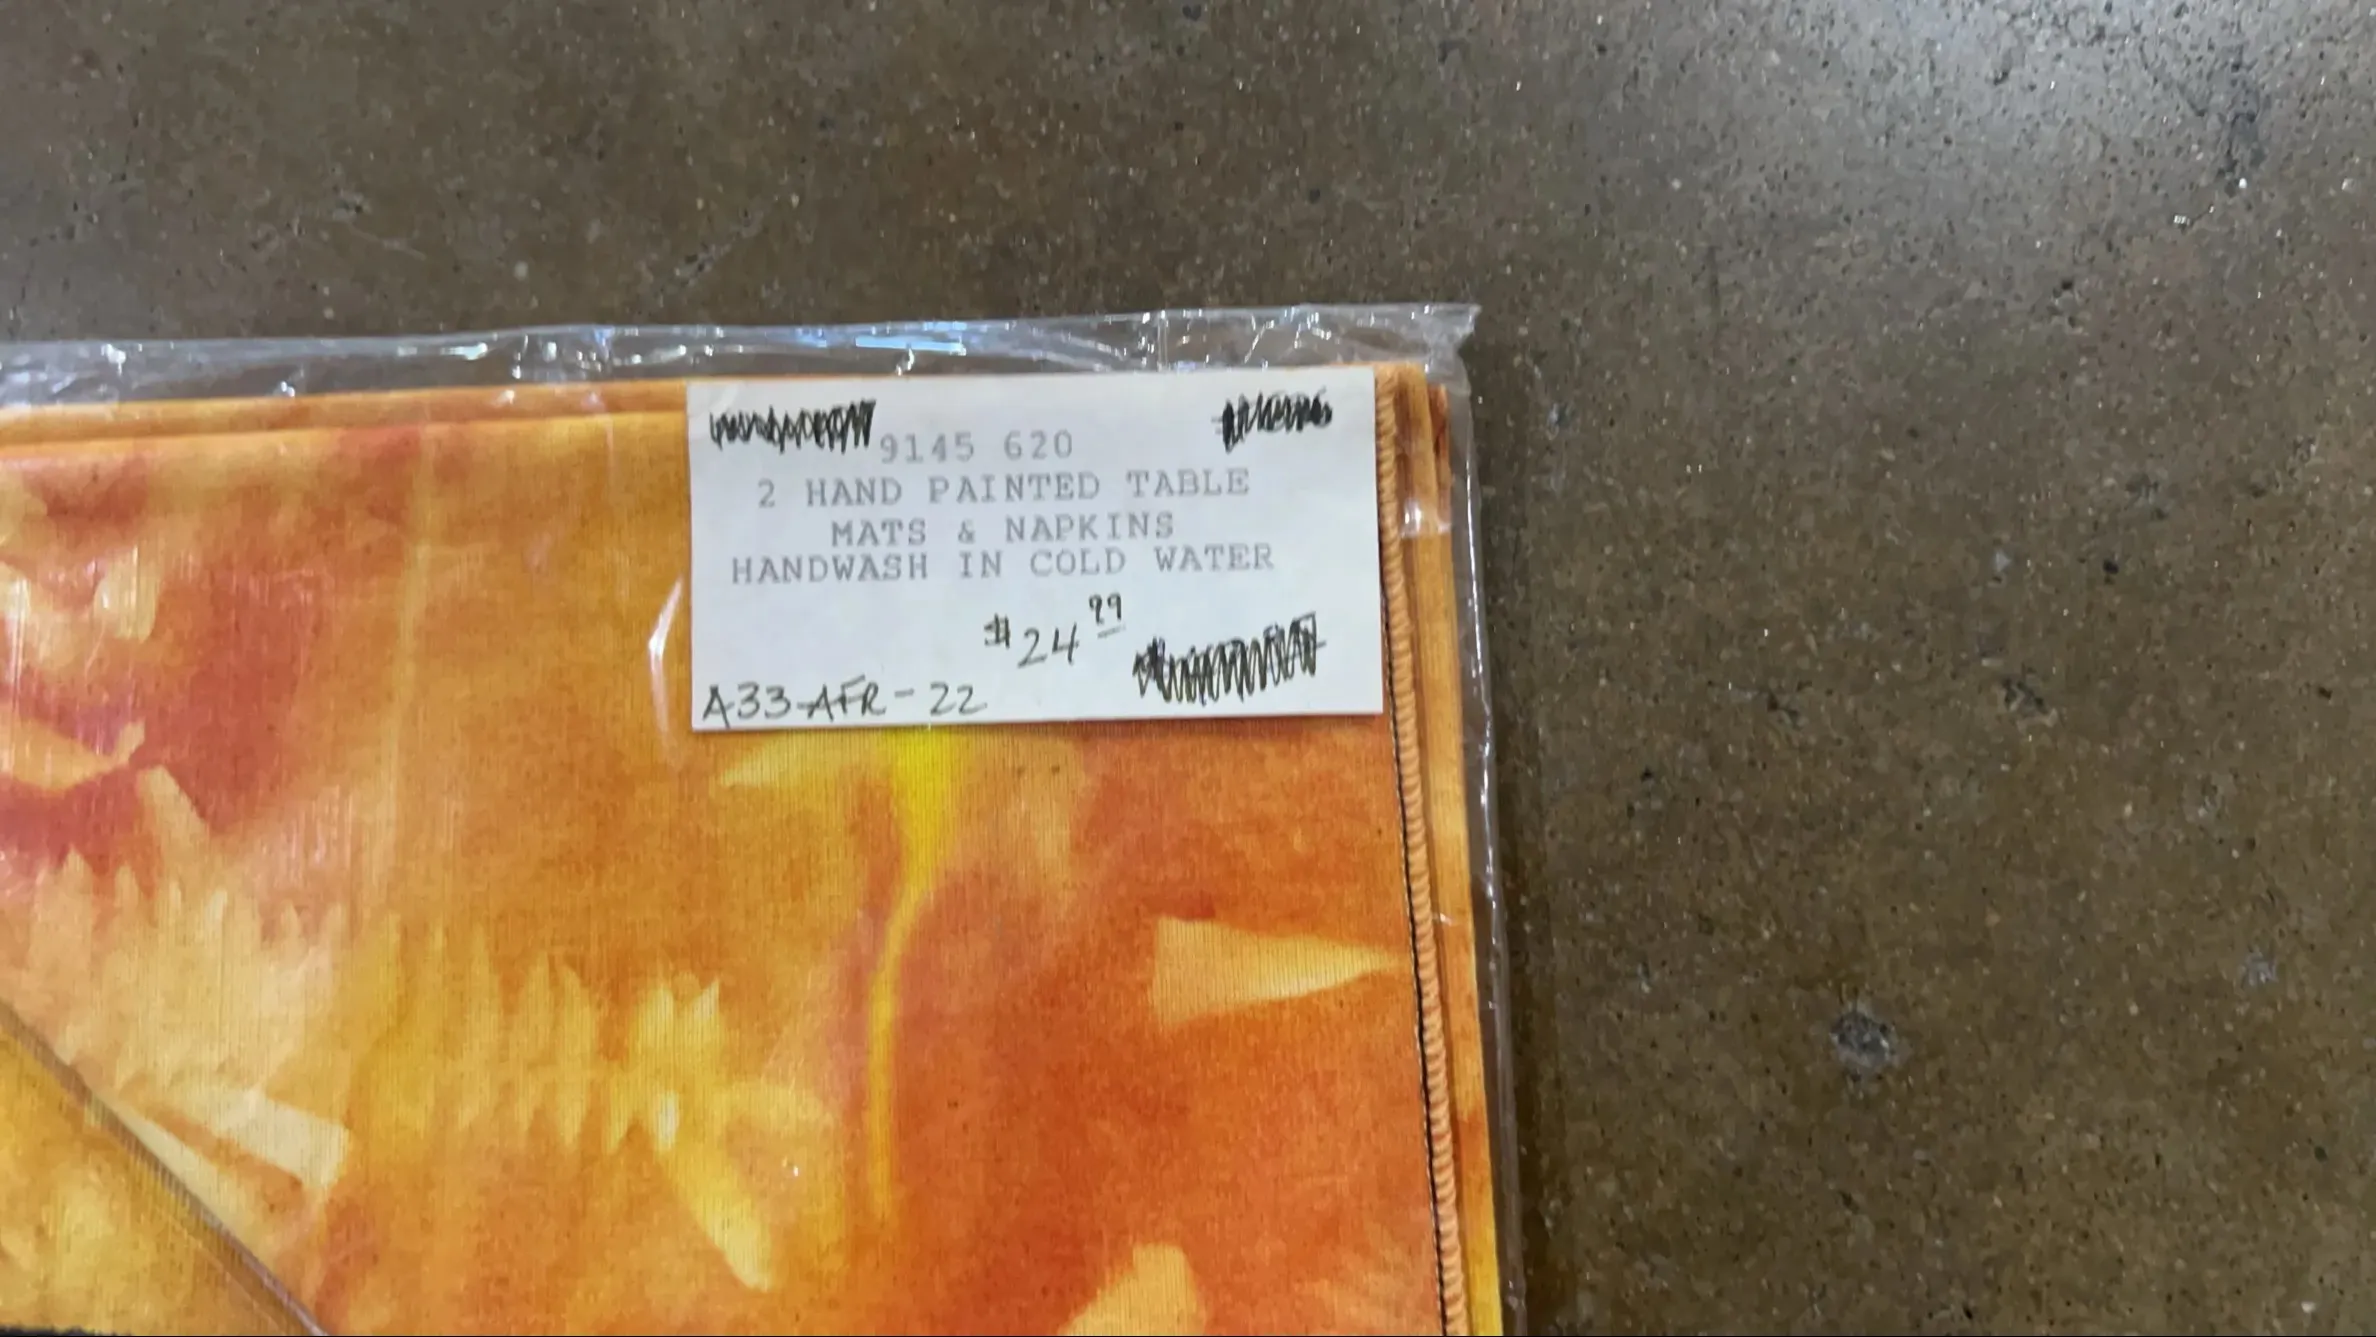 9145 620
2 HAND PAINTED TABLE
MATS & NAPKINS
HANDWASH IN COLD WATER
$24.99
A33-AFR-22